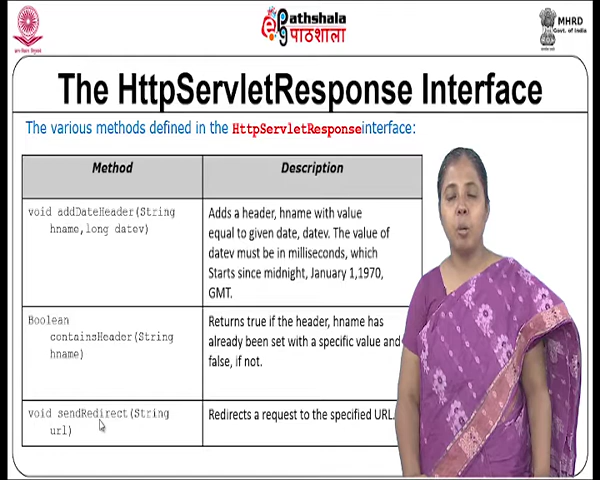 Pathshala
पाठशाला
MHRD
Govt. of India
The HttpServletResponse Interface
The various methods defined in the HttpServletResponseinterface:
Method
Description
void addDateHeader(String
hname,long datev)
Adds a header, hname with value
equal to given date, datev. The value of
datev must be in milliseconds, which
Starts since midnight, January 1,1970,
GMT.
Boolean
containsHeader(String
hname)
Returns true if the header, hname has
already been set with a specific value and
false, if not.
void sendRedirect(String
url)
Redirects a request to the specified URL.